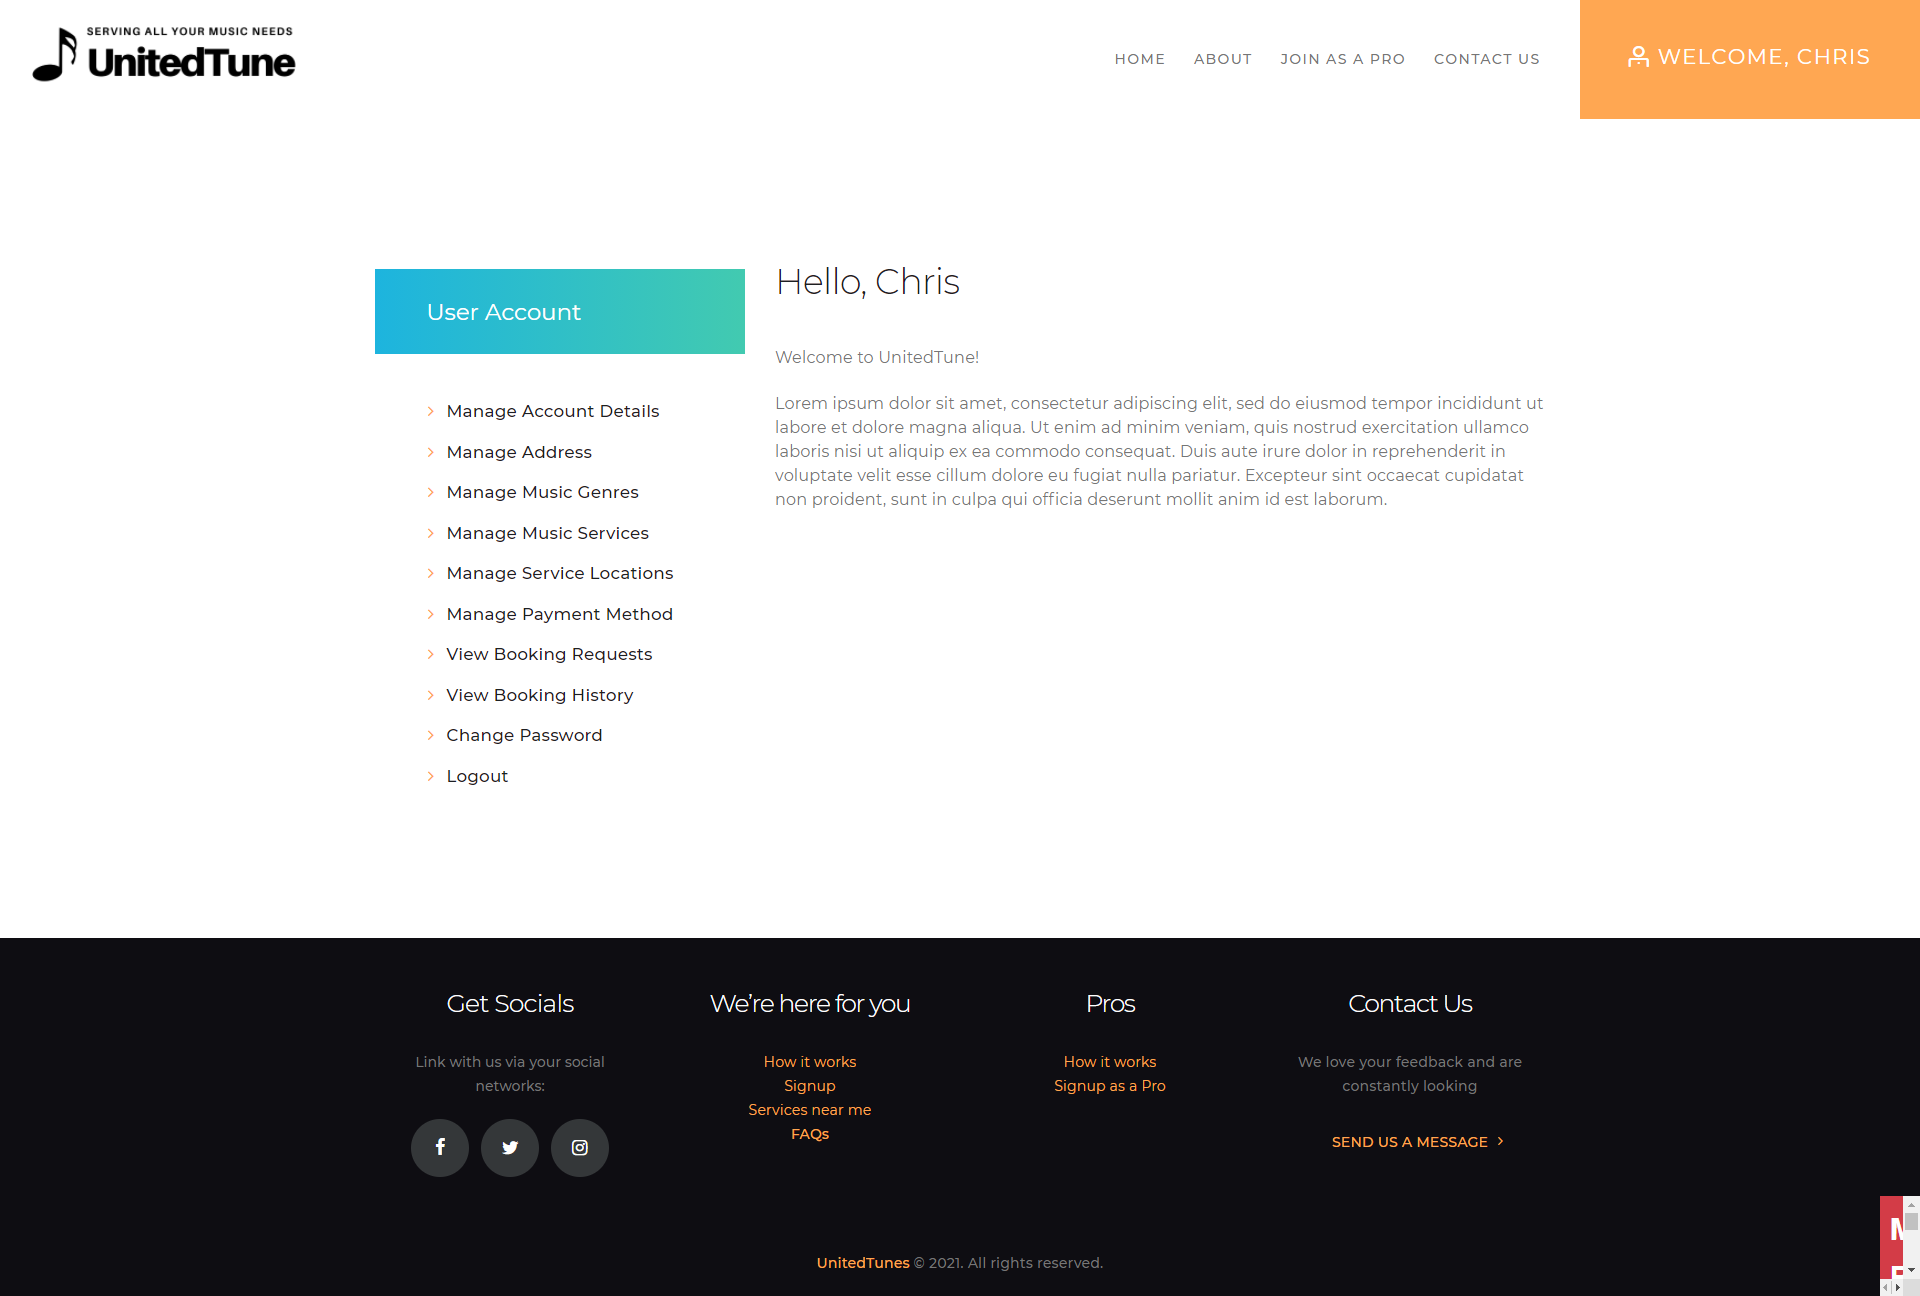 SERVING ALL YOUR MUSIC NEEDS
UnitedTune
HOME ABOUT JOIN AS A PRO CONTACT US
WELCOME, CHRIS
User Account
Manage Account Details
Manage Address
Manage Music Genres
Manage Music Services
Manage Service Locations
Manage Payment Method
View Booking Requests
View Booking History
Change Password
Logout
Hello, Chris
Welcome to UnitedTune!
Lorem ipsum dolor sit amet, consectetur adipiscing elit, sed do eiusmod tempor incididunt ut
labore et dolore magna aliqua. Ut enim ad minim veniam, quis nostrud exercitation ullamco
laboris nisi ut aliquip ex ea commodo consequat. Duis aute irure dolor in reprehenderit in
voluptate velit esse cillum dolore eu fugiat nulla pariatur. Excepteur sint occaecat cupidatat
non proident, sunt in culpa qui officia deserunt mollit anim id est laborum.
Get Socials
Link with us via your social
networks:
We're here for you
How it works
Signup
Services near me
FAQs
Pros
How it works
Signup as a Pro
Contact Us
We love your feedback and are
constantly looking
SEND US A MESSAGE
UnitedTunes © 2021. All rights reserved.